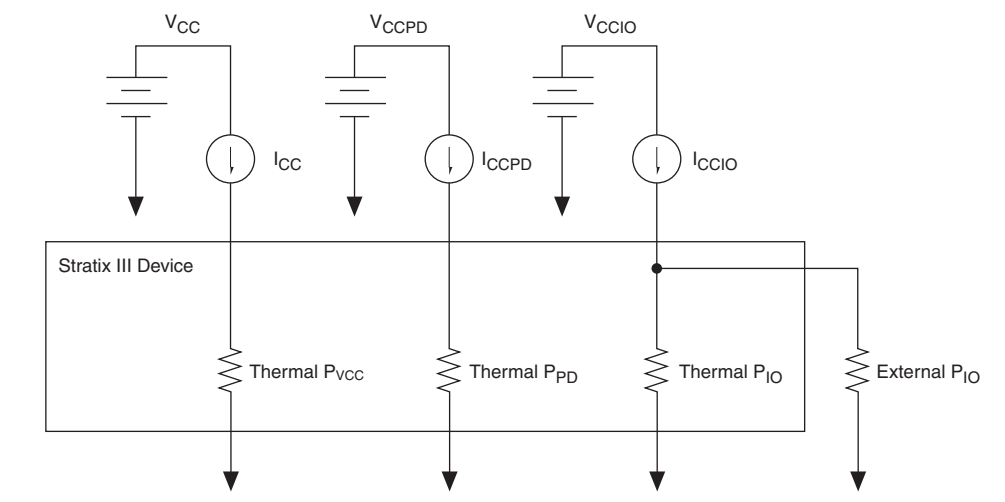 VCC
VCCPD
VCCIO
ICC
ICCPD
ICCIO
Stratix III Device
Thermal PVCC
Thermal PPD
Thermal PIO
External PIO